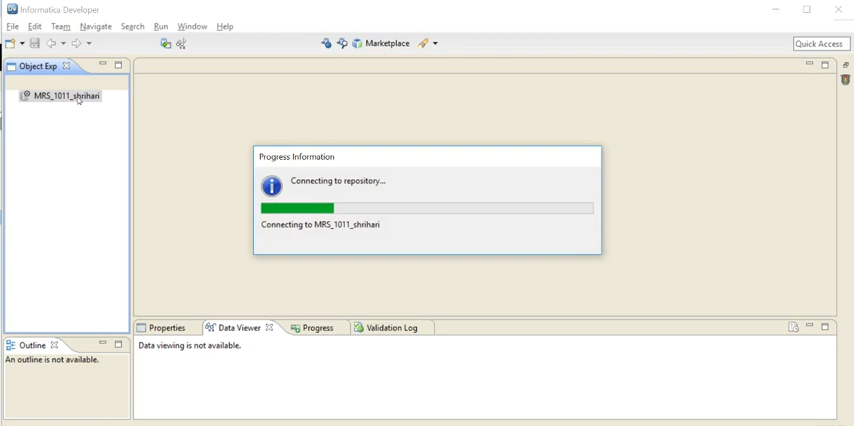 Informatica Developer
File Edit Team Navigate Search Run Window Help
Marketplace
Quick Access
Object Exp
MRS_1011_shrihari
Progress Information
Connecting to repository...
Connecting to MRS_1011_shrihari
Properties Data Viewer Progress Validation Log
Data viewing is not available.
Outline
An outline is not available.